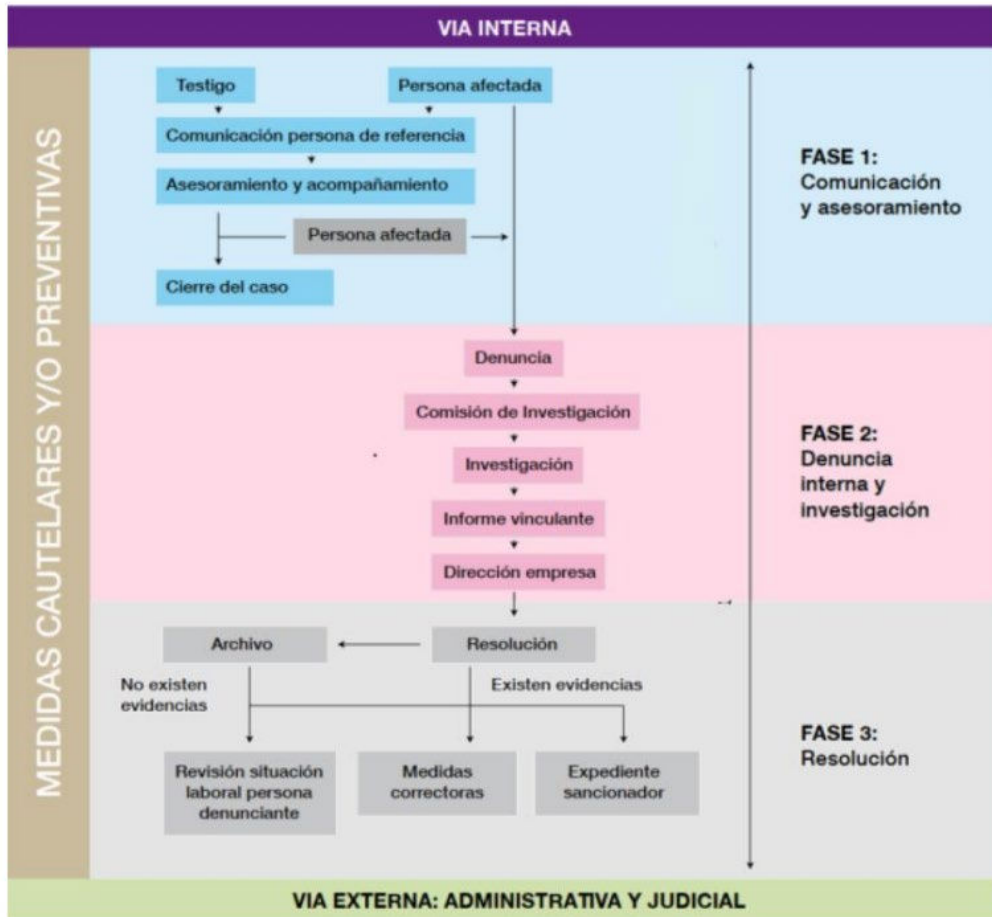 VIA INTERNA
MEDIDAS CAUTELARES Y/O PREVENTIVAS
Testigo
Persona afectada
Comunicación persona de referencia
Asesoramiento y acompañamiento
Persona afectada
Cierre del caso
FASE 1:
Comunicación
y asesoramiento
Denuncia
Comisión de Investigación
Investigación
Informe vinculante
Dirección empresa
FASE 2:
Denuncia
interna y
investigación
Archivo
Resolución
No existen
evidencias
Existen evidencias
Revisión situación
laboral persona
denunciante
Medidas
correctoras
Expediente
sancionador
FASE 3:
Resolución
VIA EXTERNA: ADMINISTRATIVA Y JUDICIAL